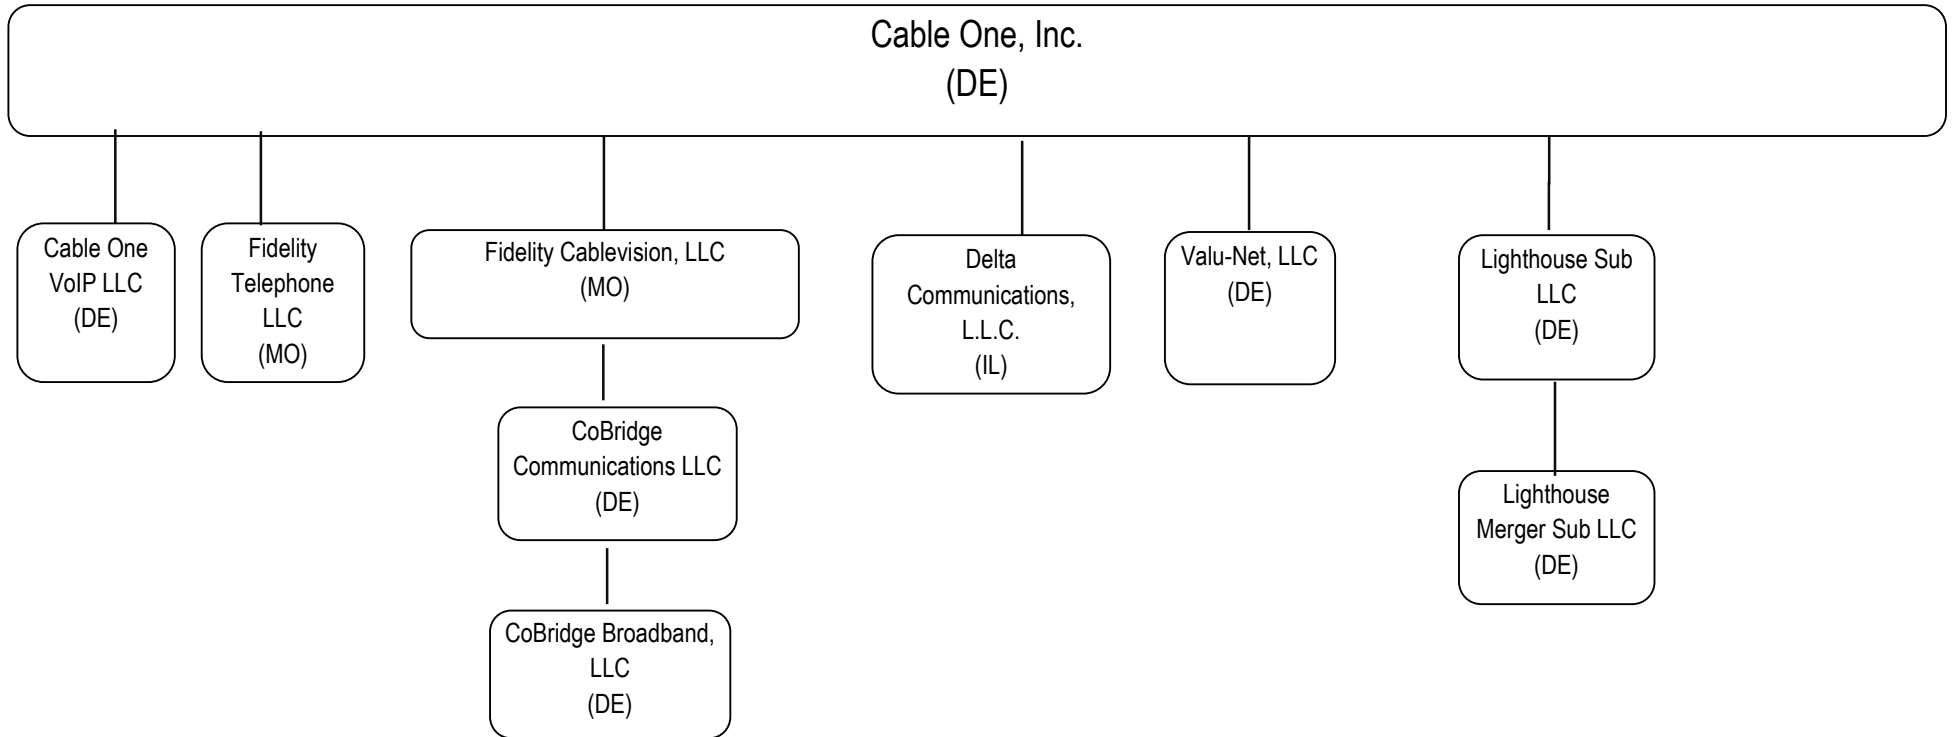 Cable One, Inc.
(DE)
Cable One
VoIP LLC
(DE)
Fidelity
Telephone
LLC
(MO)
Fidelity Cablevision, LLC
(MO)
Delta
Communications,
L.L.C.
(IL)
Valu-Net, LLC
(DE)
Lighthouse Sub
LLC
(DE)
CoBridge
Communications LLC
(DE)
Lighthouse
Merger Sub LLC
(DE)
CoBridge Broadband,
LLC
(DE)